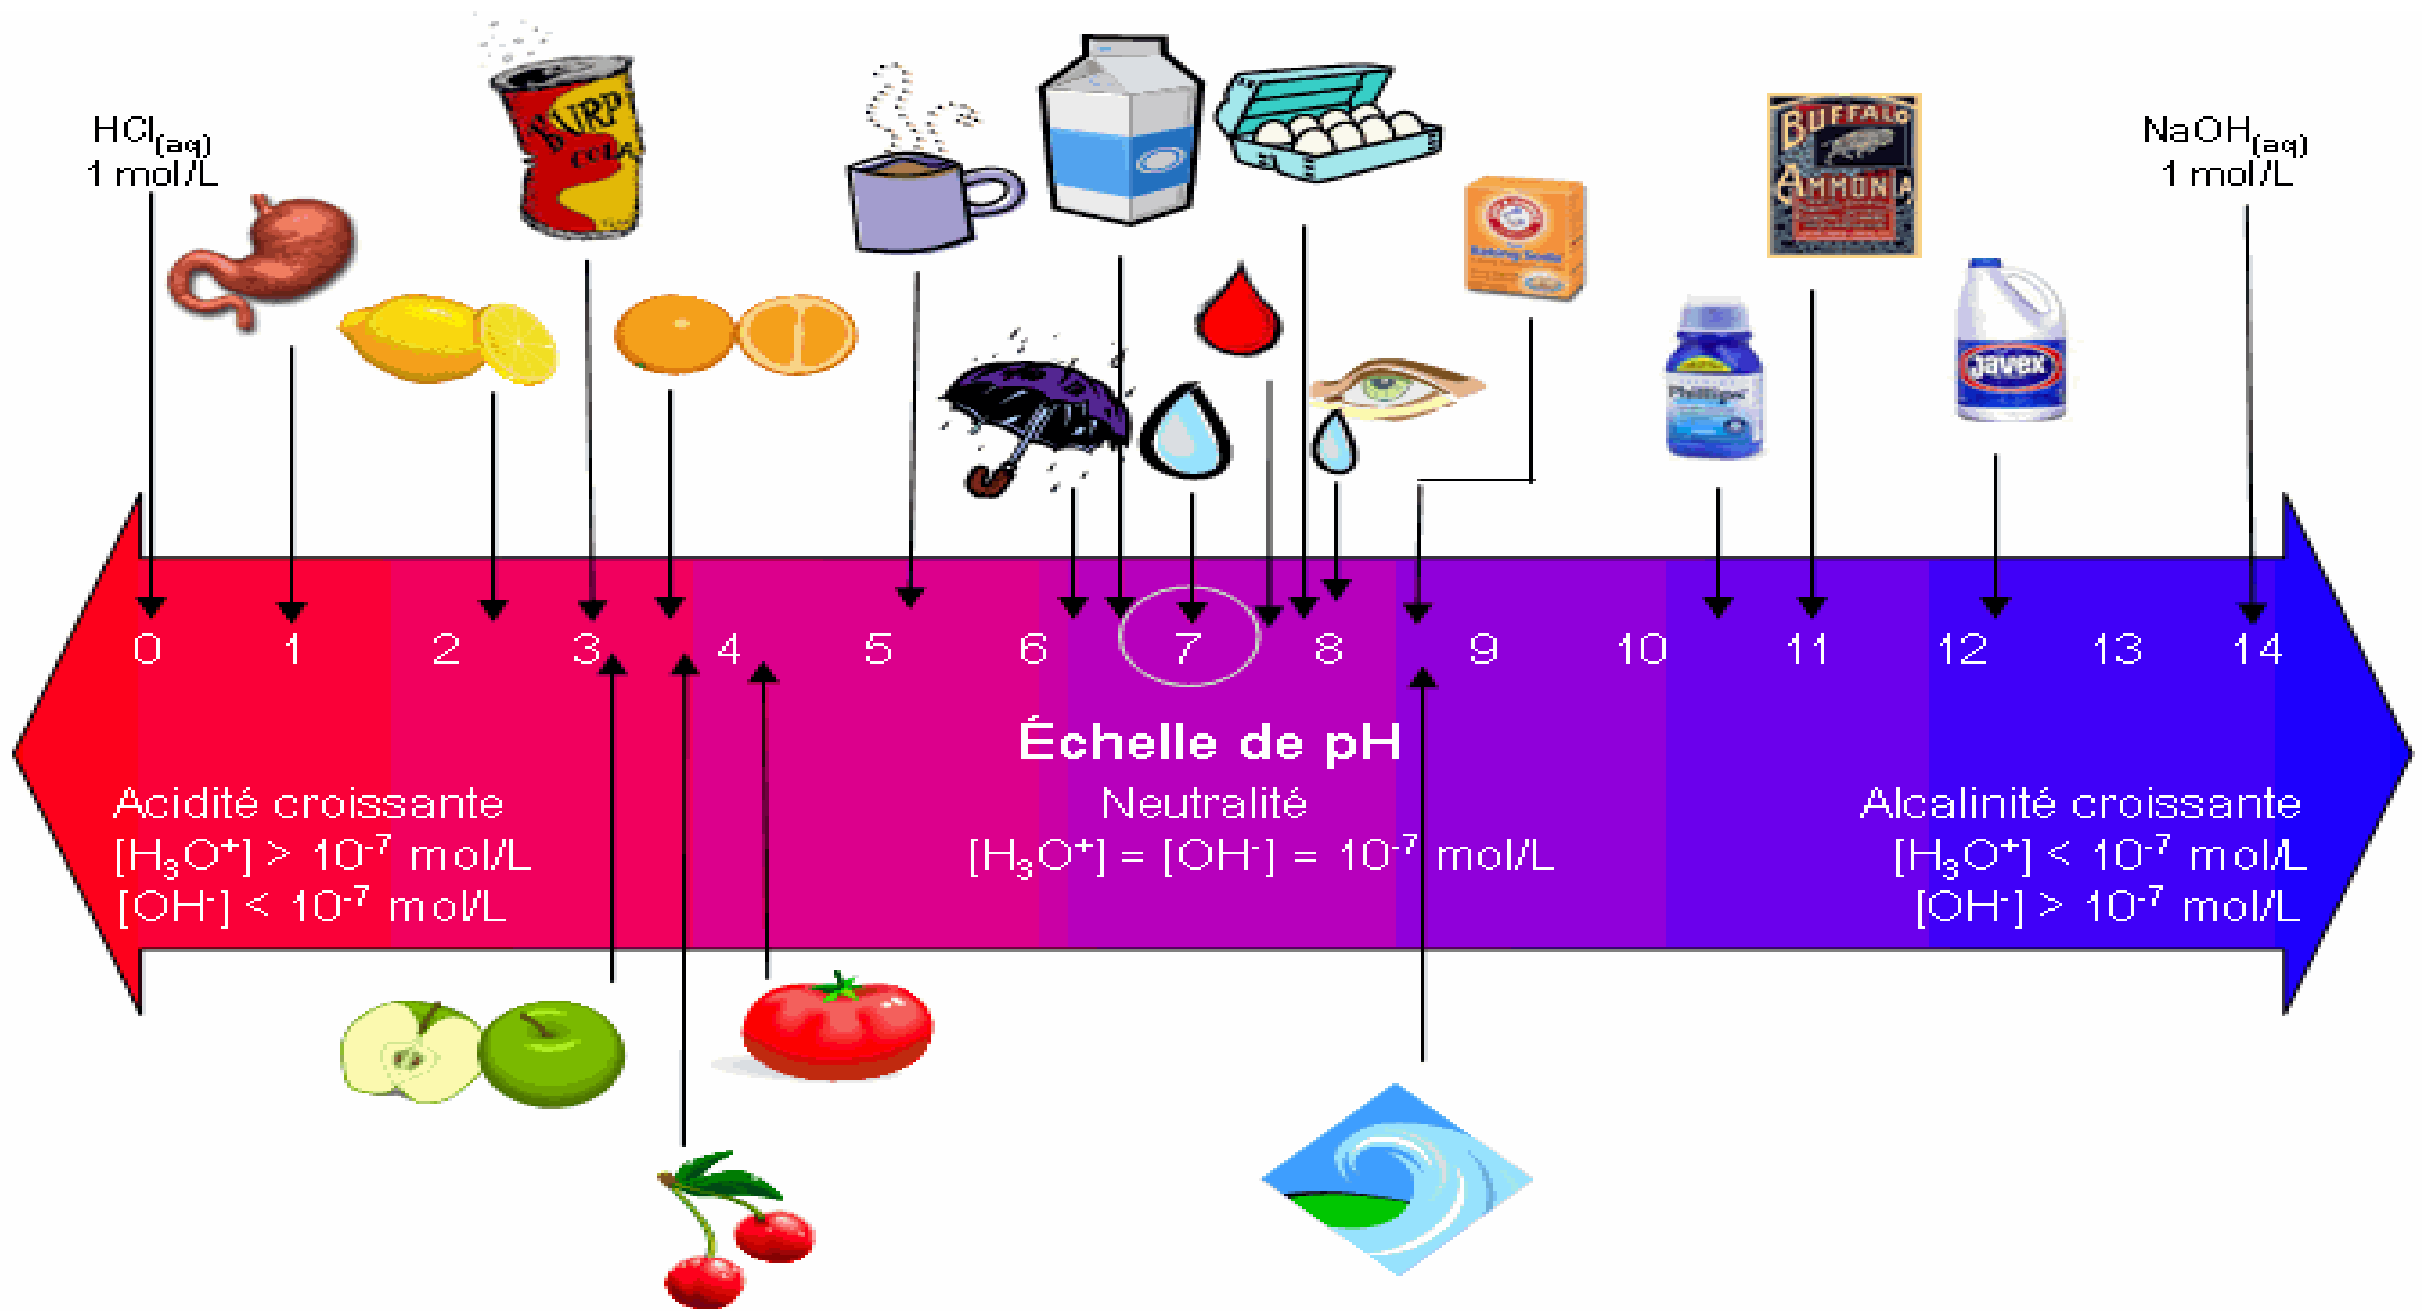 HCl(aq)
1 mol/L
BURP
COLA
BUFFALO
AMMONIA
NaOH(aq)
1 mol/L
Baking Soda
Phillips'
Javex
0 1 2 3 4 5 6 7 8 9 10 11 12 13 14
Échelle de pH
Acidité croissante
[H₃O⁺] > 10⁻⁷ mol/L
[OH⁻] < 10⁻⁷ mol/L
Neutralité
[H₃O⁺] = [OH⁻] = 10⁻⁷ mol/L
Alcalinité croissante
[H₃O⁺] < 10⁻⁷ mol/L
[OH⁻] > 10⁻⁷ mol/L